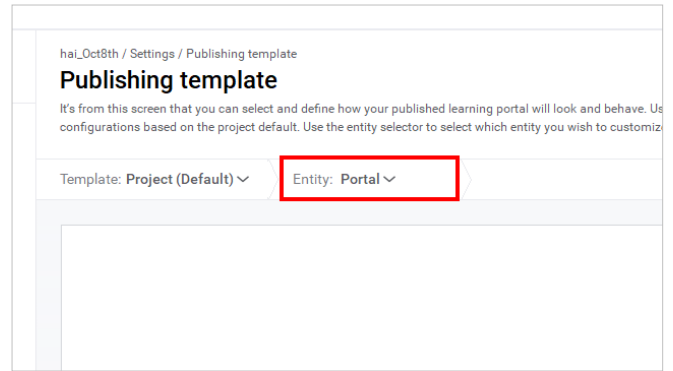 hai_Oct8th / Settings / Publishing template
Publishing template
It's from this screen that you can select and define how your published learning portal will look and behave.
configurations based on the project default. Use the entity selector to select which entity you wish to
Template: Project (Default) Entity: Portal